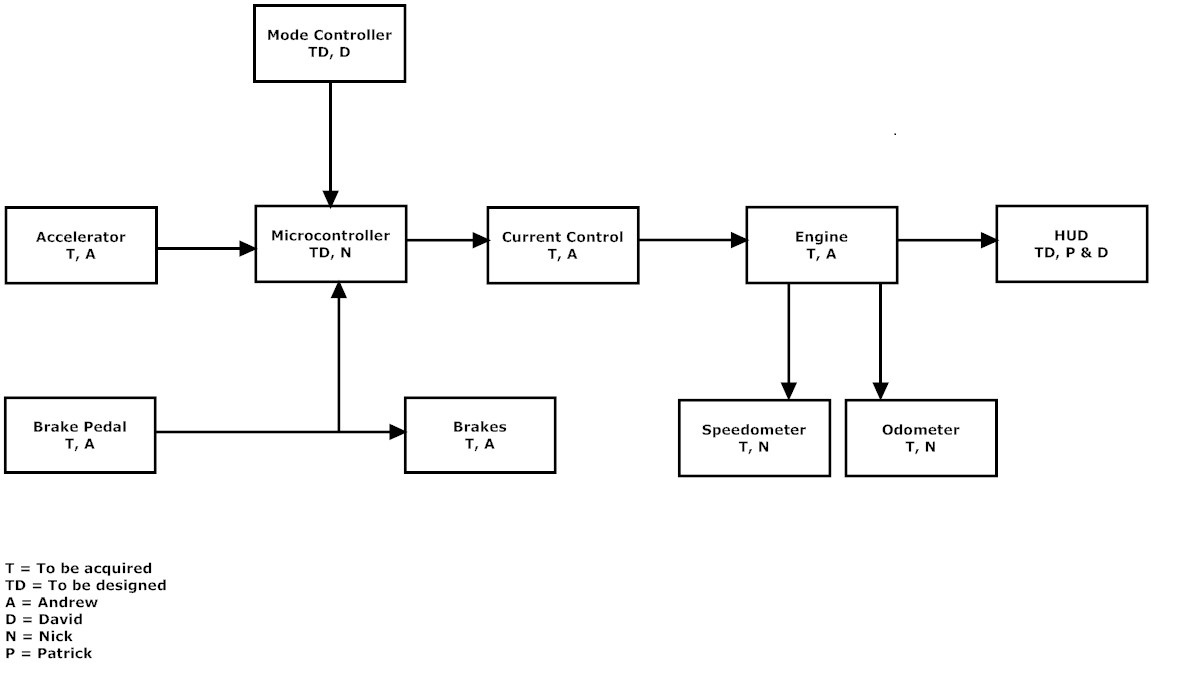 Mode Controller
TD, D
Accelerator
T, A
Microcontroller
TD, N
Current Control
T, A
Engine
T, A
HUD
TD, P & D
Brake Pedal
T, A
Brakes
T, A
Speedometer
T, N
Odometer
T, N
T = To be acquired
TD = To be designed
A = Andrew
D = David
N = Nick
P = Patrick